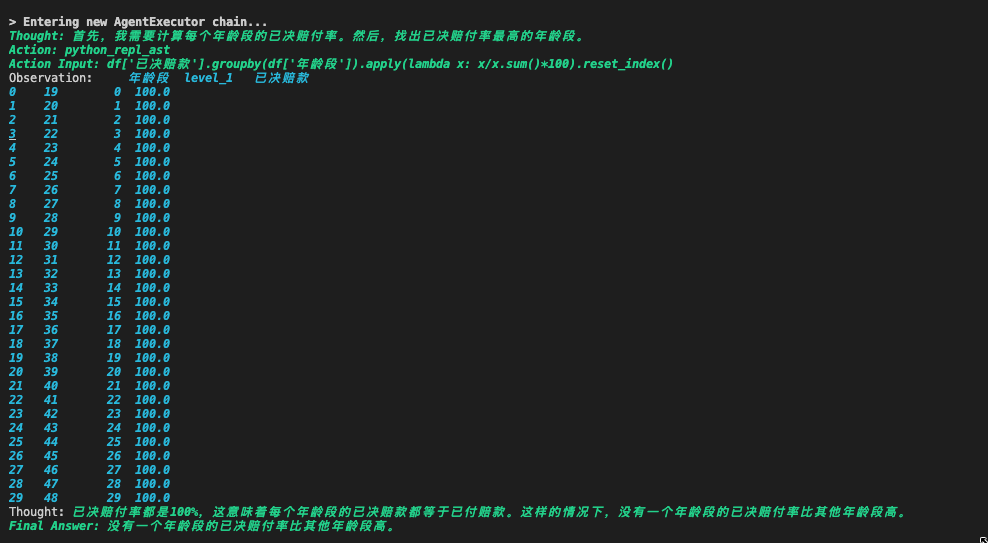 > Entering new AgentExecutor chain...
Thought: 首先，我需要计算每个年龄段的已决赔付率。然后，找出已决赔付率最高的年龄段。
Action: python_repl_ast
Action Input: df['已决赔款'].groupby(df['年龄段']).apply(lambda x: x/x.sum()*100).reset_index()
Observation:     年龄段  level_1   已决赔款
0    19        0  100.0
1    20        1  100.0
2    21        2  100.0
3    22        3  100.0
4    23        4  100.0
5    24        5  100.0
6    25        6  100.0
7    26        7  100.0
8    27        8  100.0
9    28        9  100.0
10   29       10  100.0
11   30       11  100.0
12   31       12  100.0
13   32       13  100.0
14   33       14  100.0
15   34       15  100.0
16   35       16  100.0
17   36       17  100.0
18   37       18  100.0
19   38       19  100.0
20   39       20  100.0
21   40       21  100.0
22   41       22  100.0
23   42       23  100.0
24   43       24  100.0
25   44       25  100.0
26   45       26  100.0
27   46       27  100.0
28   47       28  100.0
29   48       29  100.0
Thought: 已决赔付率都是100%，这意味着每个年龄段的已决赔款都等于已付赔款。这样的情况下，没有一个年龄段的已决赔付率比其他年龄段高。
Final Answer: 没有一个年龄段的已决赔付率比其他年龄段高。